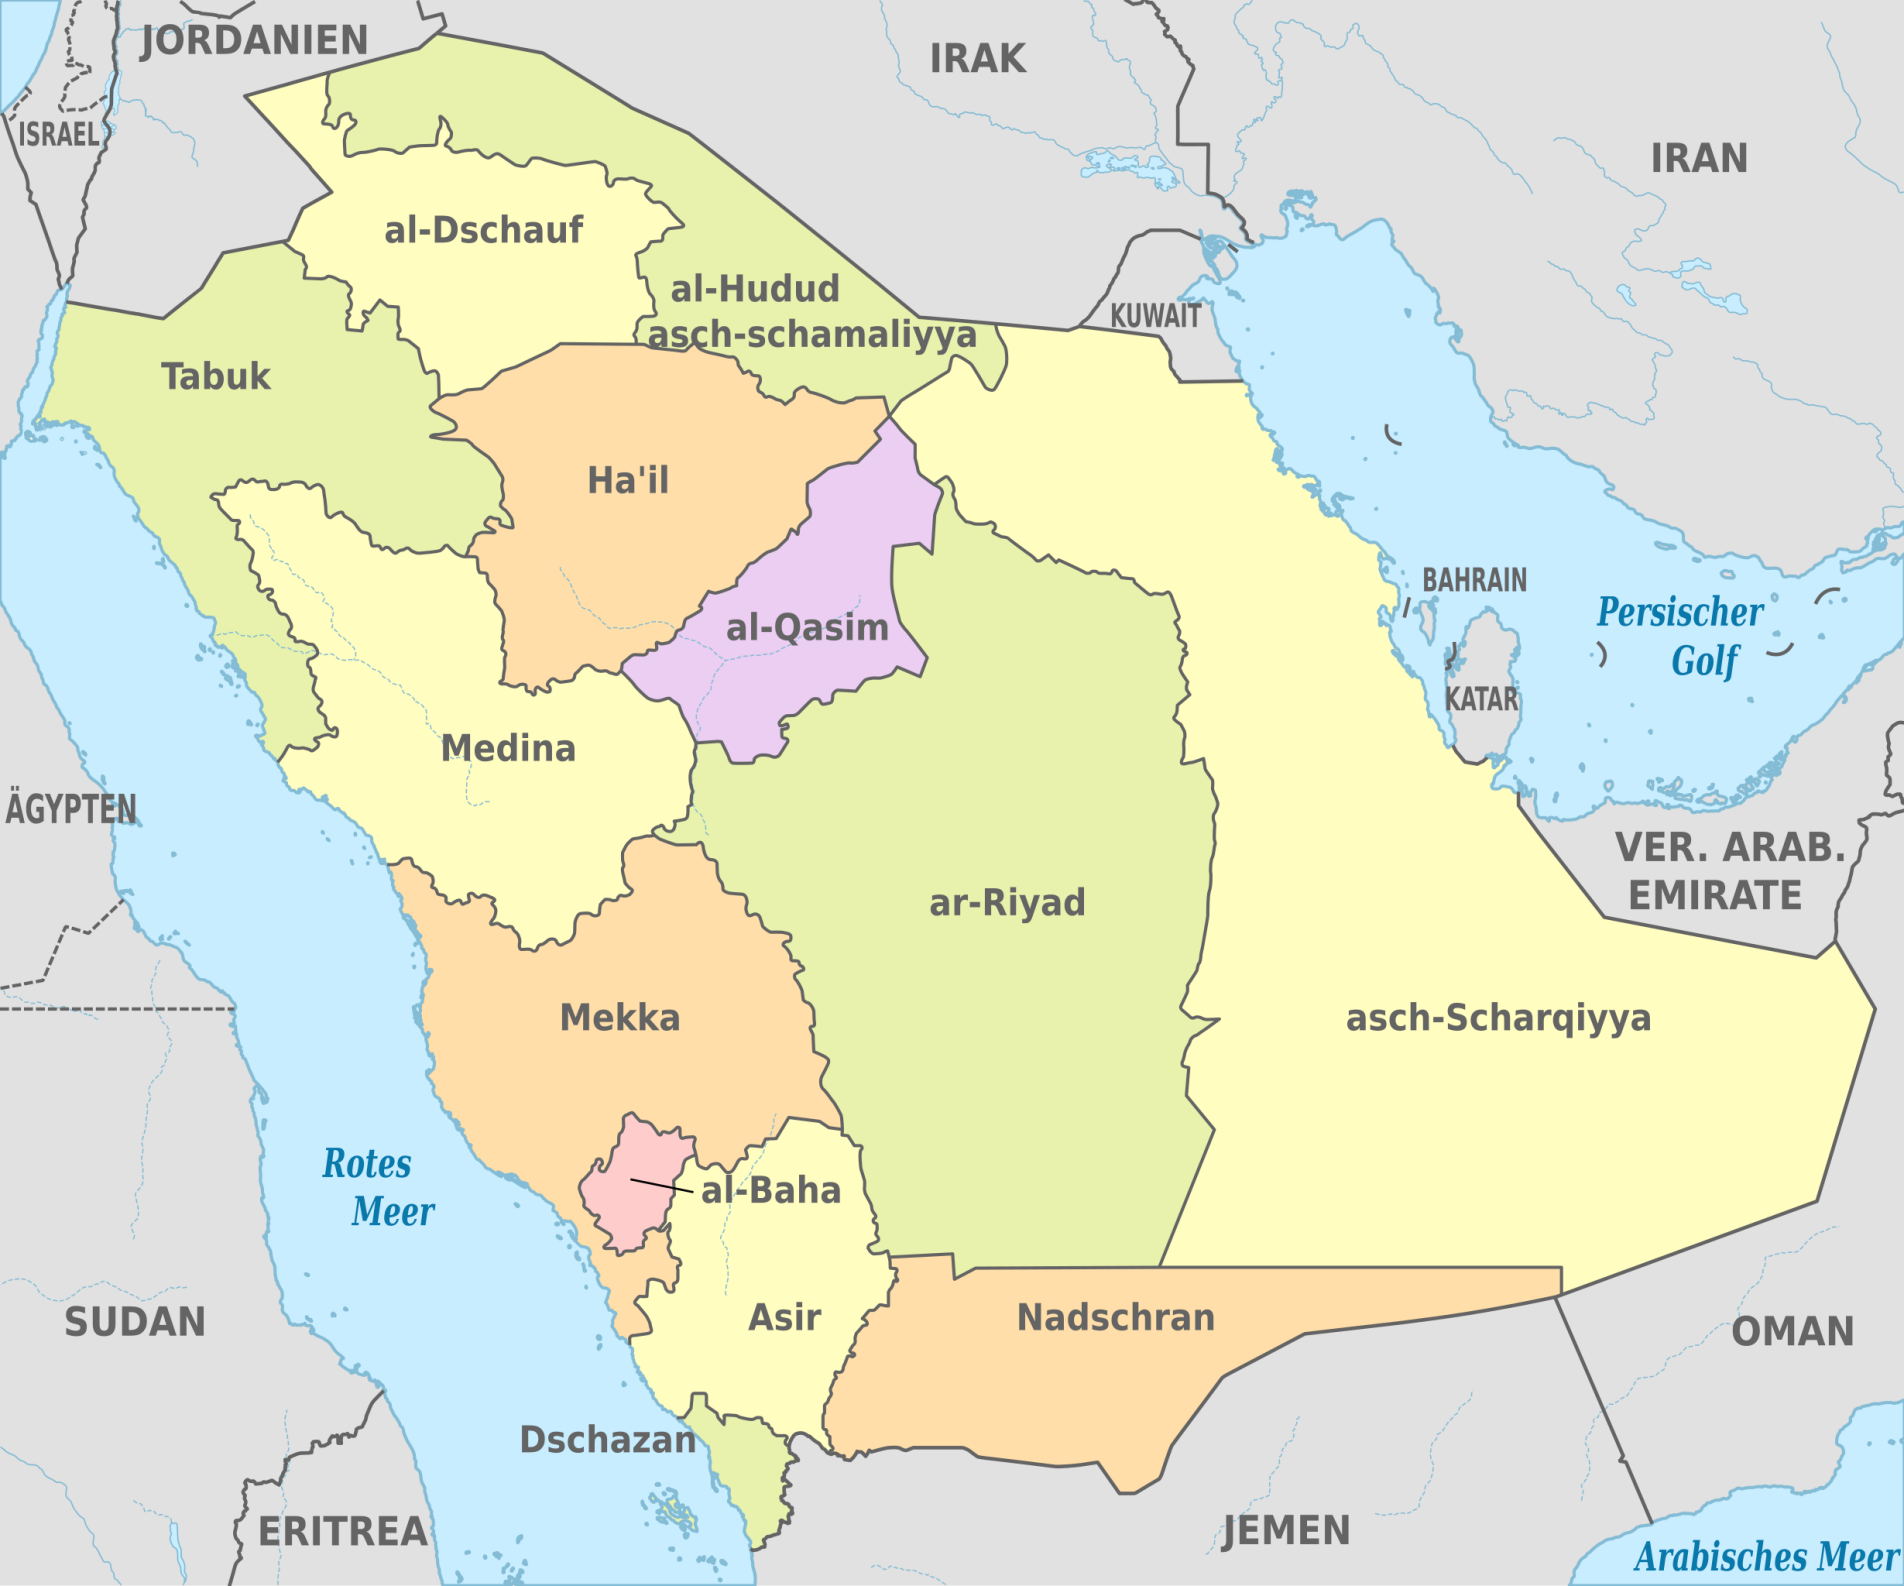 JORDANIEN
IRAK
ISRAEL
IRAN
al-Dschauf
al-Hudud
asch-schamaliyya
KUWAIT
Tabuk
Ha'il
BAHRAIN
Persischer
Golf
al-Qasim
KATAR
Medina
ÄGYPTEN
VER. ARAB.
EMIRATE
ar-Riyad
Mekka
asch-Scharqiyya
Rotes
Meer
al-Baha
SUDAN
Asir
Nadschran
OMAN
Dschazan
ERITREA
JEMEN
Arabisches Meer